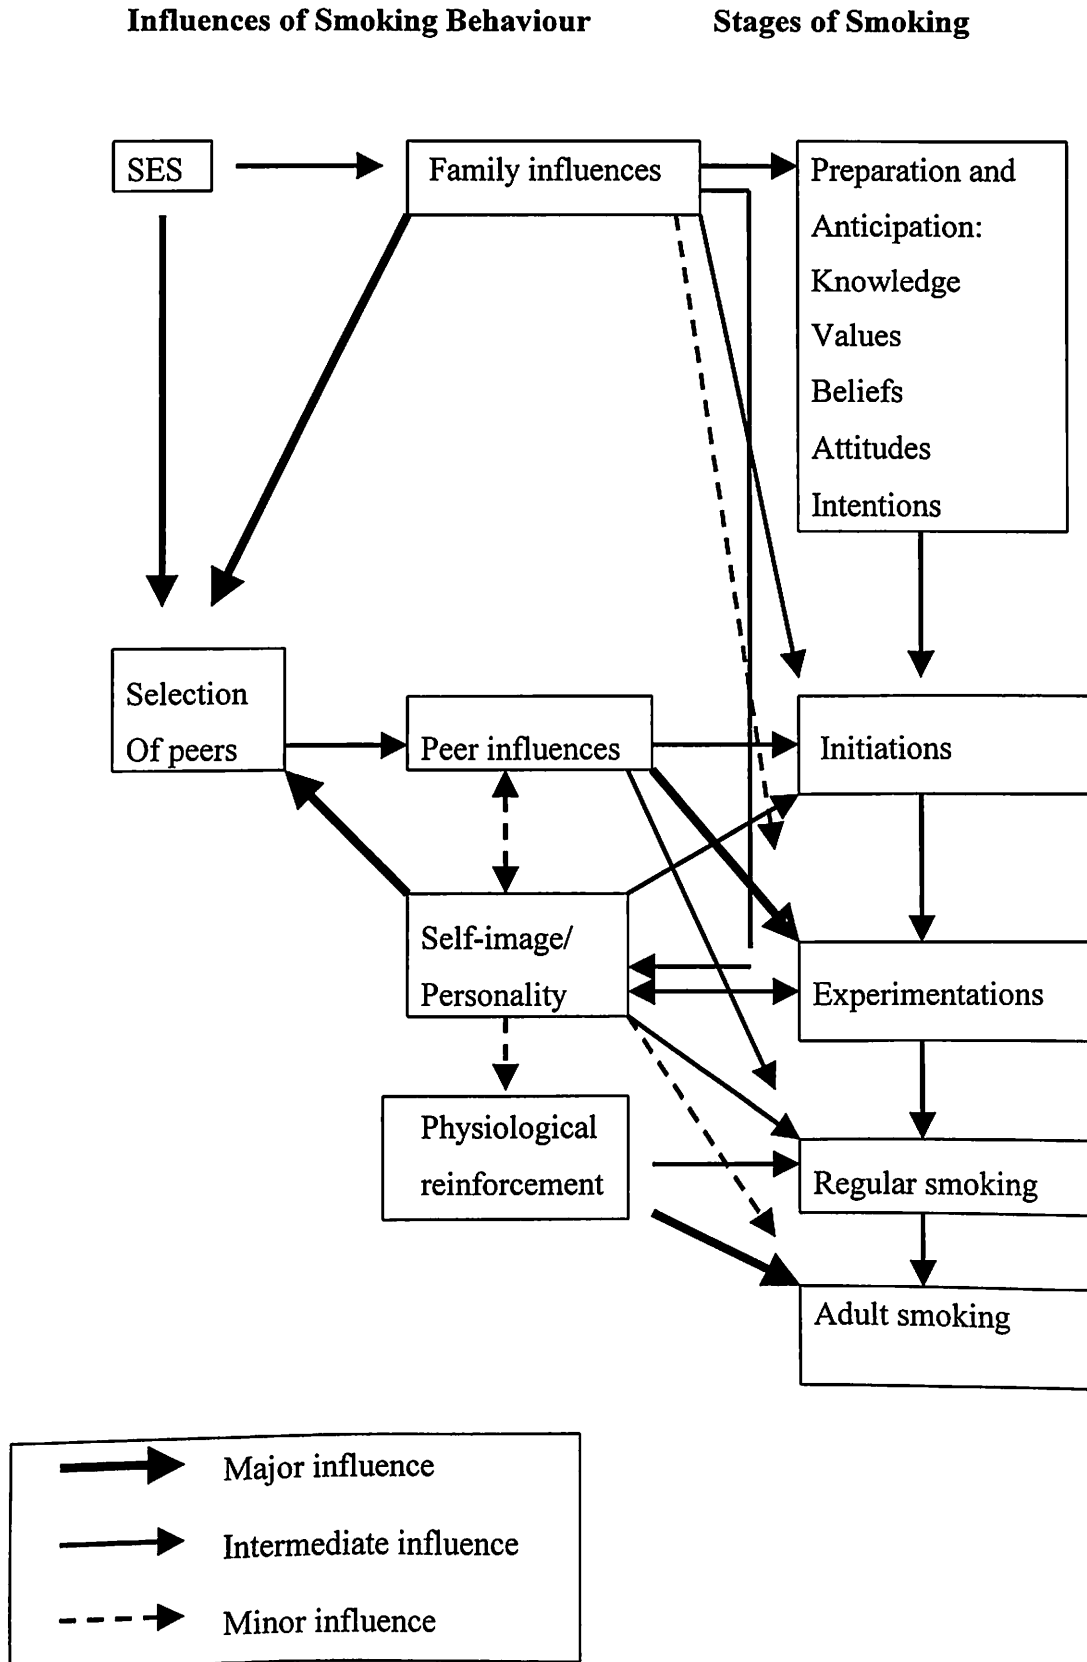 Influences of Smoking Behaviour
Stages of Smoking
SES
Family influences
Preparation and
Anticipation:
Knowledge
Values
Beliefs
Attitudes
Intentions
Selection
Of peers
Peer influences
Initiations
Self-image/
Personality
Experimentations
Physiological
reinforcement
Regular smoking
Adult smoking
Major influence
Intermediate influence
Minor influence